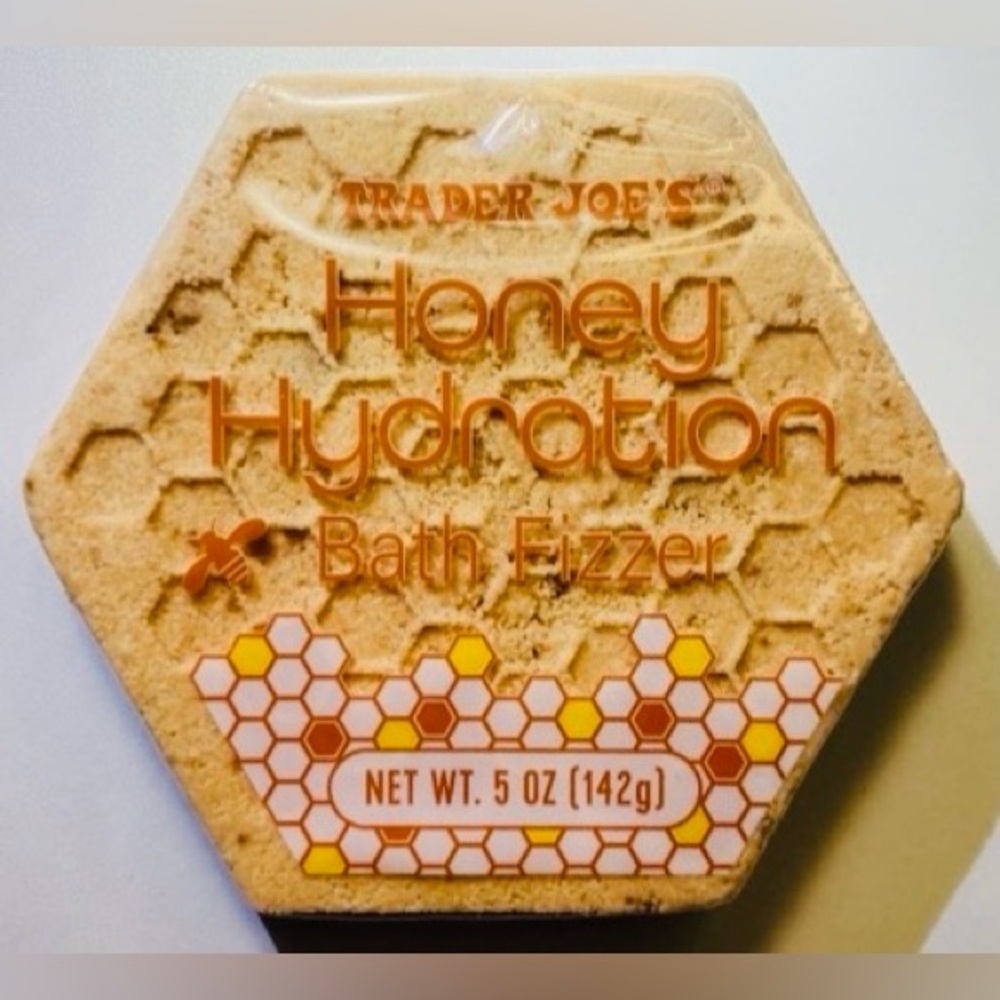 TRADER JOE'S®
Honey
Hydration
Bath Fizzer
NET WT. 5 OZ (142g)